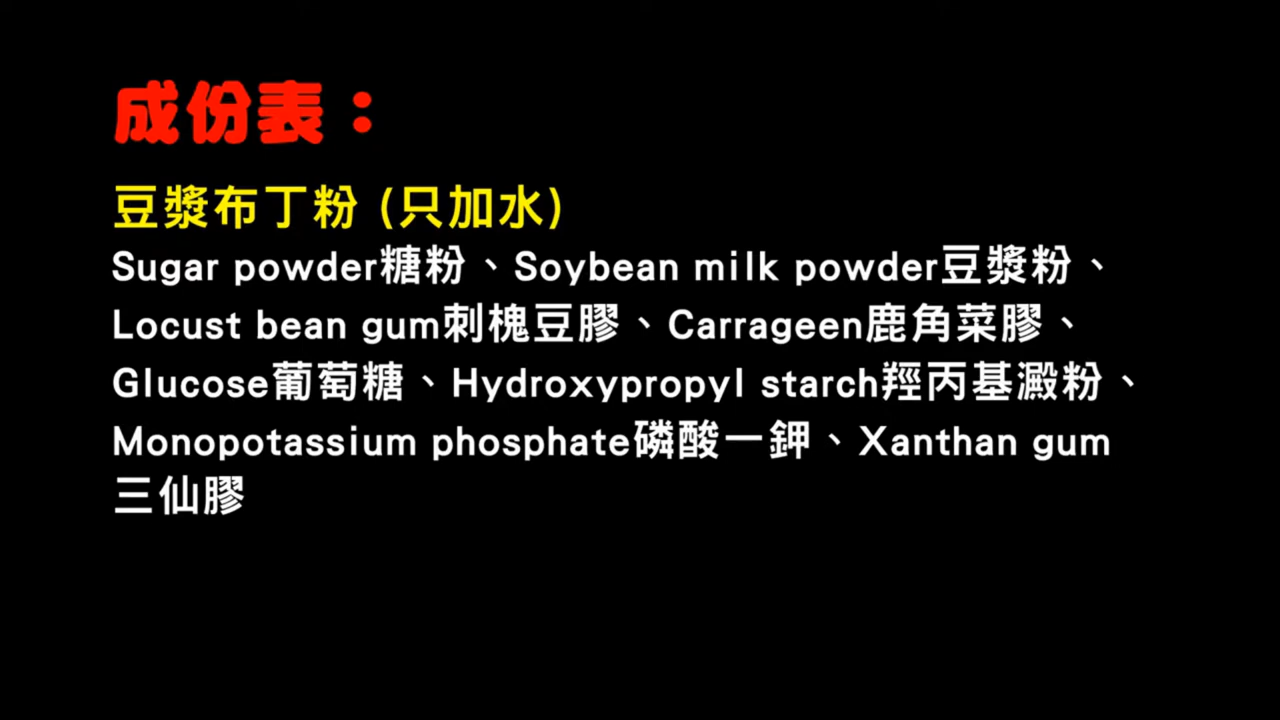 成份表：
豆漿布丁粉 (只加水)
Sugar powder糖粉、Soybean milk powder豆漿粉、
Locust bean gum刺槐豆膠、Carrageen鹿角菜膠、
Glucose葡萄糖、Hydroxypropyl starch羥丙基澱粉、
Monopotassium phosphate磷酸一鉀、Xanthan gum
三仙膠